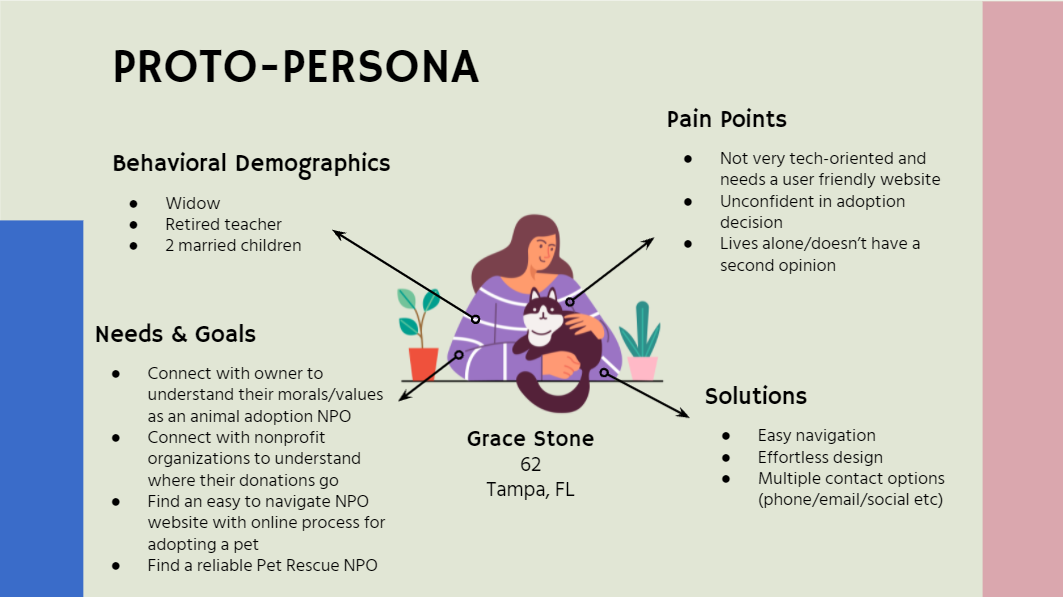 PROTO-PERSONA
Behavioral Demographics
● Widow
● Retired teacher
● 2 married children
Needs & Goals
● Connect with owner to
understand their morals/values
as an animal adoption NPO
● Connect with nonprofit
organizations to understand
where their donations go
● Find an easy to navigate NPO
website with online process for
adopting a pet
● Find a reliable Pet Rescue NPO
Grace Stone
62
Tampa, FL
Pain Points
● Not very tech-oriented and
needs a user friendly website
● Unconfident in adoption
decision
● Lives alone/doesn’t have a
second opinion
Solutions
● Easy navigation
● Effortless design
● Multiple contact options
(phone/email/social etc)